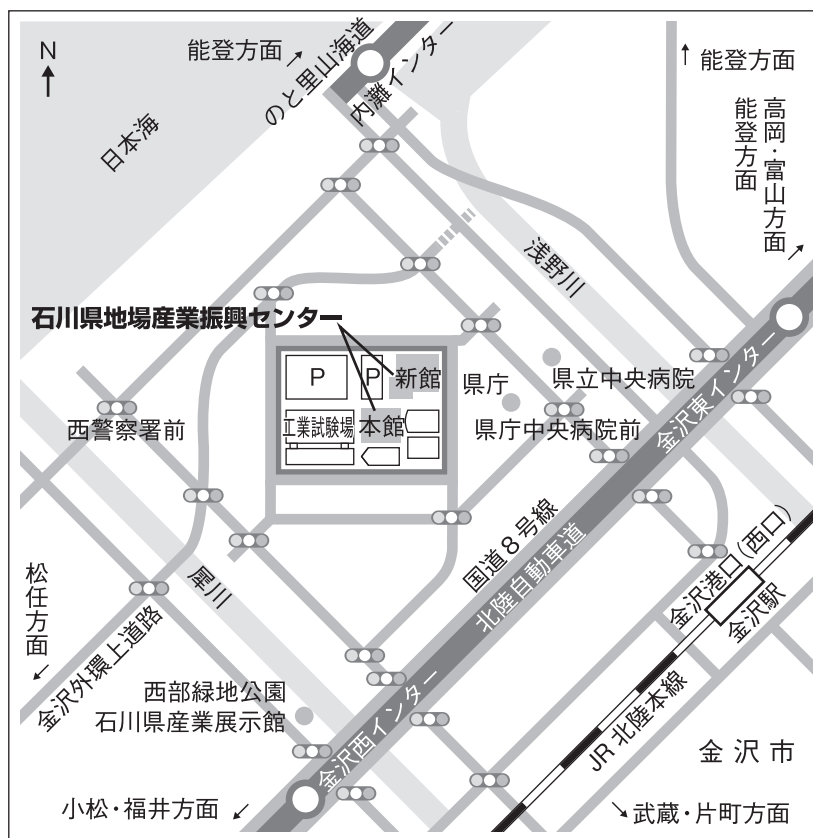 N
能登方面
のと里山海道
内灘インター
能登方面
高岡・富山方面
能登方面
日本海
浅野川
石川県地場産業振興センター
P
P
新館
県庁
県立中央病院
金沢東インター
西警察署前
工業試験場
本館
県庁中央病院前
国道8号線
北陸自動車道
金沢港口(西口)
金沢駅
松任方面
犀川
金沢外環上道路
西部緑地公園
石川県産業展示館
金沢西インター
JR北陸本線
金沢市
小松・福井方面
武蔵・片町方面